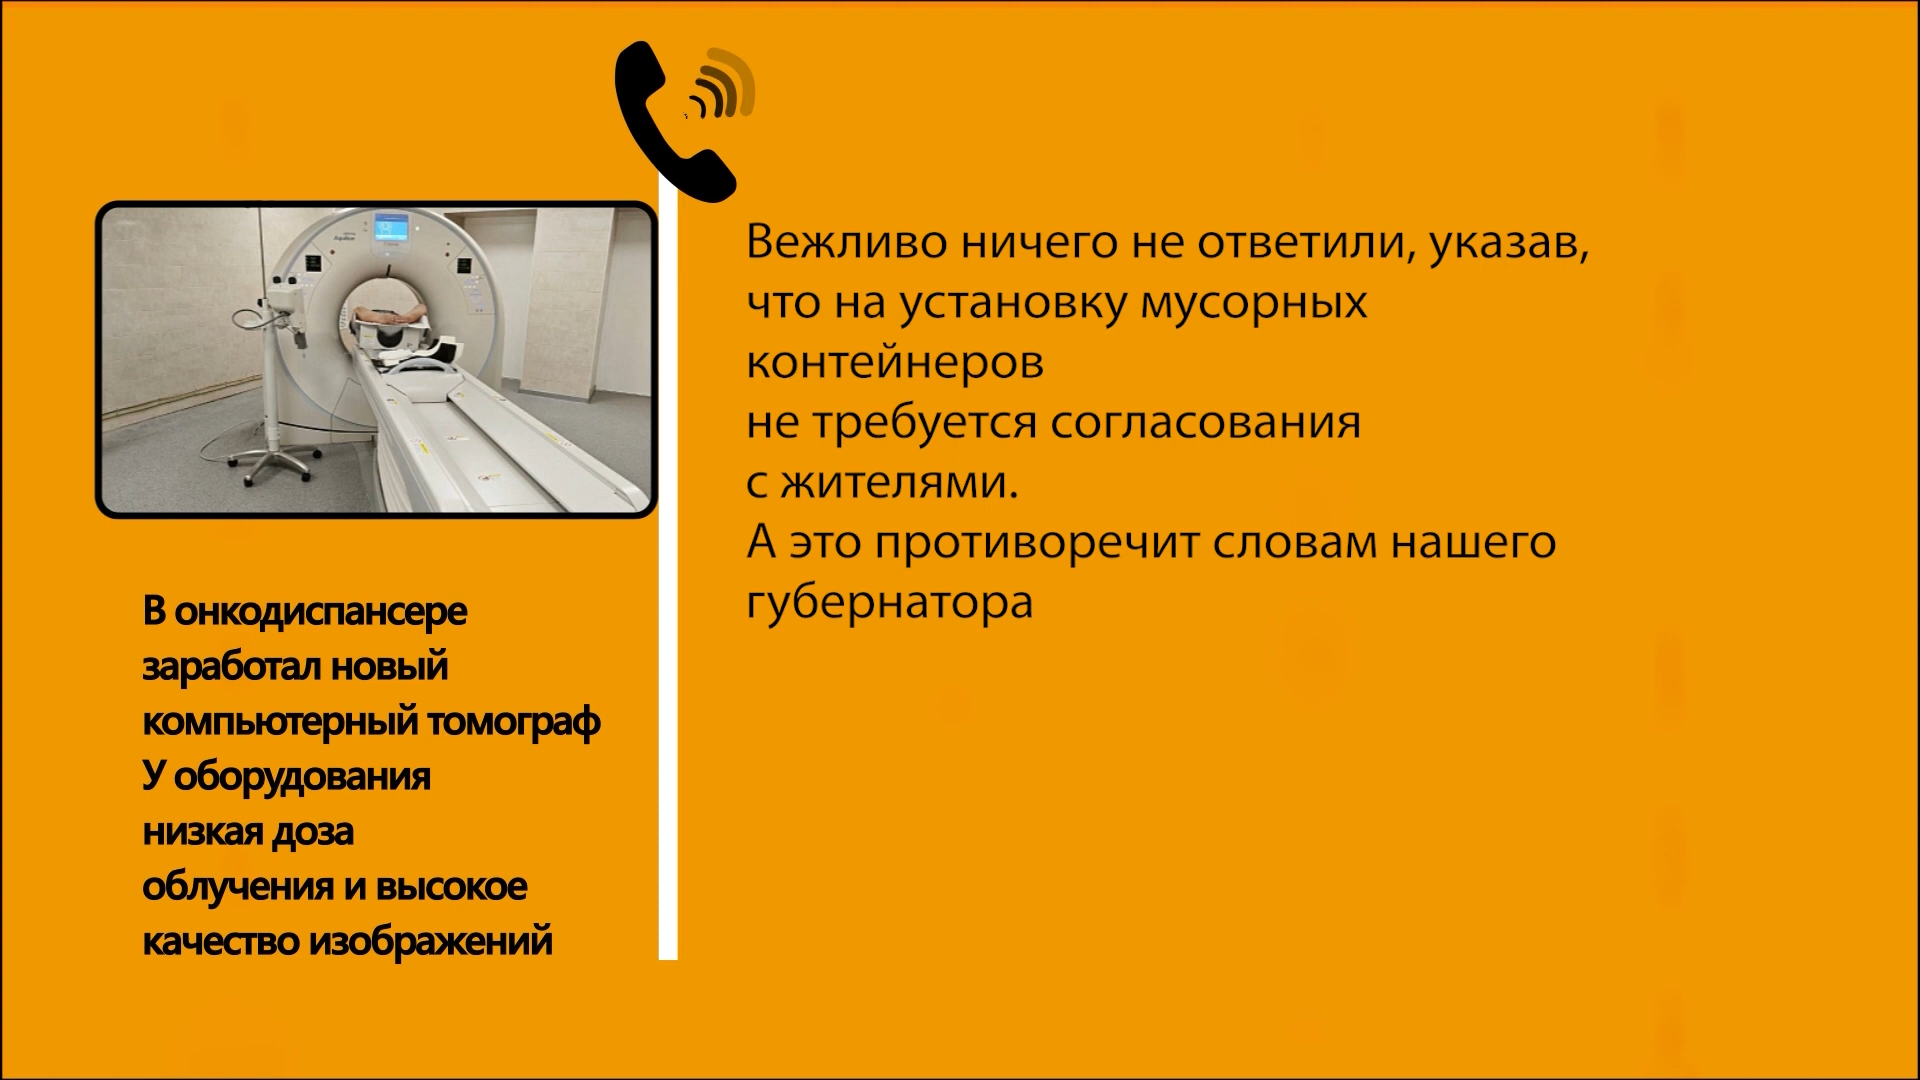 В онкодиспансере
заработал новый
компьютерный томограф
У оборудования
низкая доза
облучения и высокое
качество изображений
Вежливо ничего не ответили, указав,
что на установку мусорных
контейнеров
не требуется согласования
с жителями.
А это противоречит словам нашего
губернатора